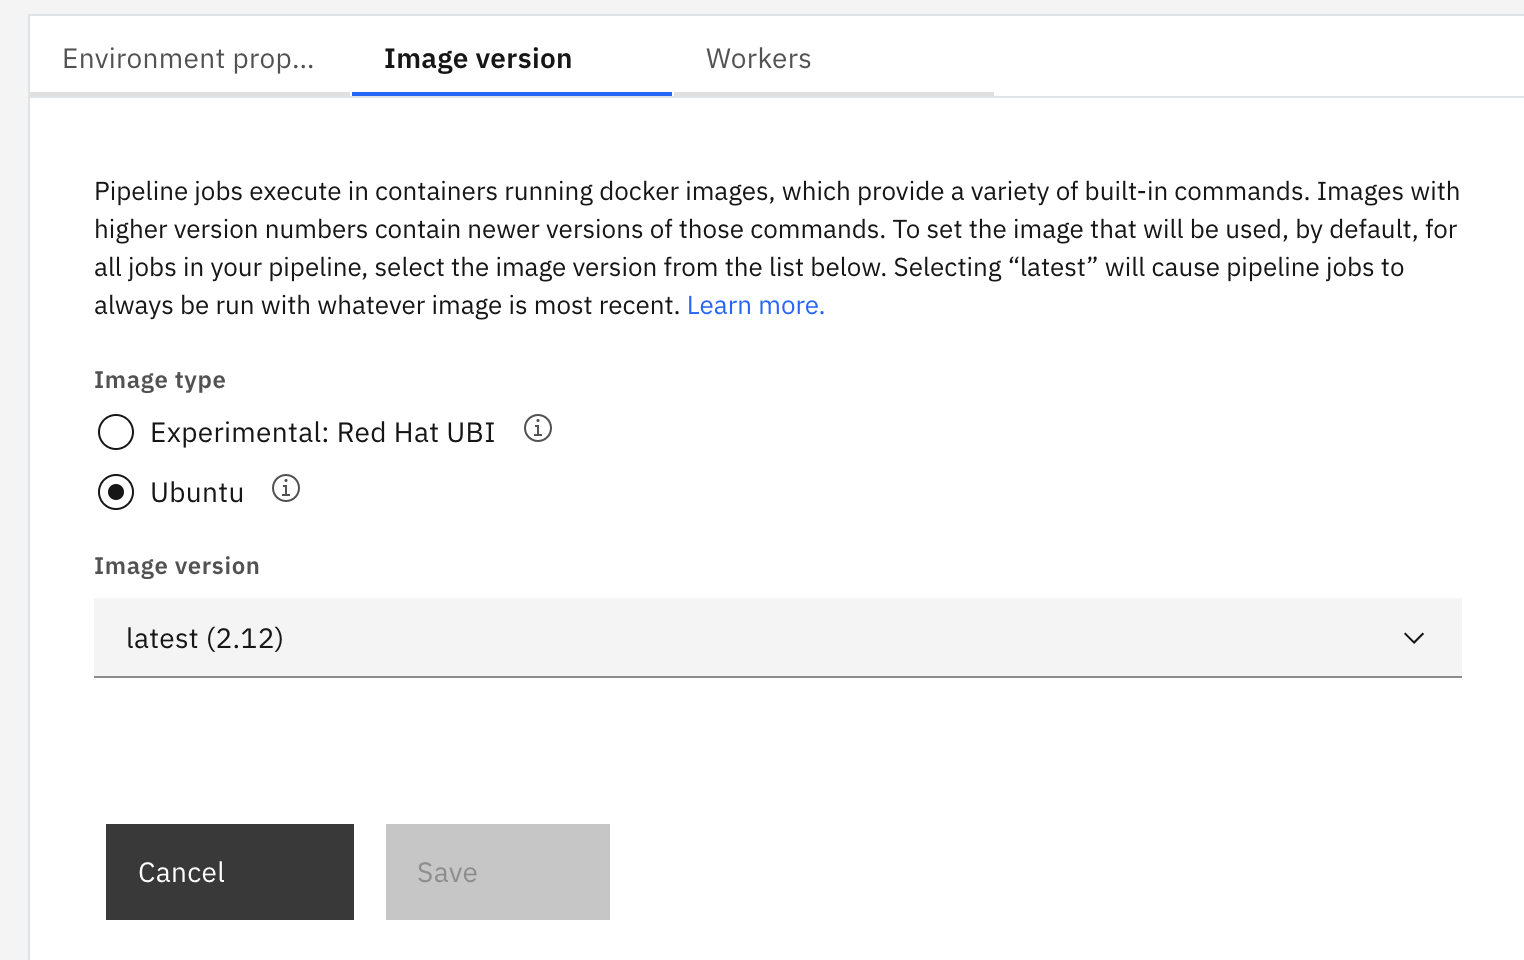 Environment prop...
Image version
Workers
Pipeline jobs execute in containers running docker images, which provide a variety of built-in commands. Images with
higher version numbers contain newer versions of those commands. To set the image that will be used, by default, for
all jobs in your pipeline, select the image version from the list below. Selecting “latest” will cause pipeline jobs to
always be run with whatever image is most recent. Learn more.
Image type
Experimental: Red Hat UBI
Ubuntu
Image version
latest (2.12)
Cancel
Save